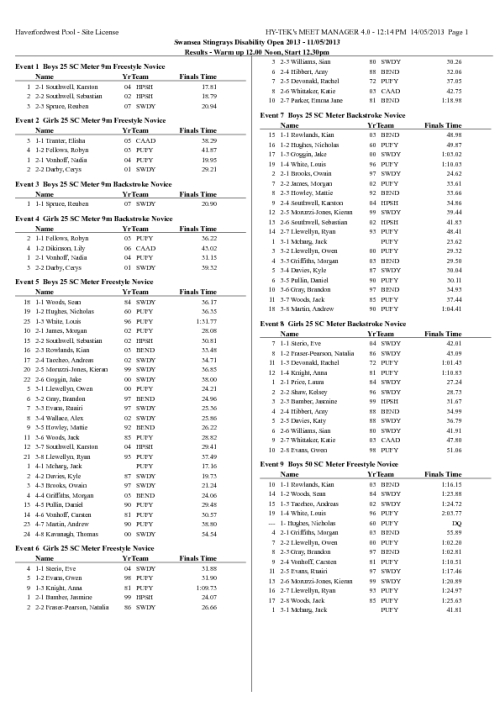 Haverfordwest Pool - Site License
HY-TEK's MEET MANAGER 4.0 - 12:14 PM 14/05/2013 Page 1
Swansea Stingrays Disability Open 2013 - 11/05/2013
Results - Warm up 12.00 Noon, Start 12.30pm
Event 1 Boys 25 SC Meter 9m Freestyle Novice
Name Yr Team Finals Time
1 1-1 Southwell, Karston 04 HPSH 17.81
2 2-2 Southwell, Sebastian 02 HPSH 18.79
3 2-3 Spruce, Reuben 07 SWDY 20.94
Event 2 Girls 25 SC Meter 9m Freestyle Novice
Name Yr Team Finals Time
3 1-1 Tranter, Elisha 05 CAAD 38.29
4 1-2 Fellows, Robyn 03 PUFY 41.87
1 2-1 Vonhoff, Nadia 04 PUFY 19.95
2 2-2 Darby, Cerys 01 SWDY 29.21
Event 3 Boys 25 SC Meter 9m Backstroke Novice
Name Yr Team Finals Time
1 1-1 Spruce, Reuben 07 SWDY 20.90
Event 4 Girls 25 SC Meter 9m Backstroke Novice
Name Yr Team Finals Time
2 1-1 Fellows, Robyn 03 PUFY 36.22
4 1-2 Dickinson, Lily 06 CAAD 43.02
1 2-1 Vonhoff, Nadia 04 PUFY 31.15
3 2-2 Darby, Cerys 01 SWDY 39.52
Event 5 Boys 25 SC Meter Freestyle Novice
Name Yr Team Finals Time
18 1-1 Woods, Sean 84 SWDY 36.17
19 1-2 Hughes, Nicholas 60 PUFY 36.35
25 1-3 White, Louis 96 PUFY 1:31.77
10 2-1 James, Morgan 02 PUFY 28.08
15 2-2 Southwell, Sebastian 02 HPSH 30.81
16 2-3 Rowlands, Kian 03 BEND 33.48
17 2-4 Taechoo, Andreas 02 SWDY 34.71
20 2-5 Moruzzi-Jones, Kieran 99 SWDY 36.85
22 2-6 Goggin, Jake 00 SWDY 38.00
5 3-1 Llewellyn, Owen 00 PUFY 24.21
6 3-2 Gray, Brandon 97 BEND 24.96
7 3-3 Evans, Ruairi 97 SWDY 25.36
8 3-4 Wallace, Alex 02 SWDY 25.86
9 3-5 Howley, Mattie 92 BEND 26.22
11 3-6 Woods, Jack 85 PUFY 28.82
12 3-7 Southwell, Karston 04 HPSH 29.41
21 3-8 Llewellyn, Ryan 93 PUFY 37.49
1 4-1 Mcharg, Jack PUFY 17.16
2 4-2 Davies, Kyle 87 SWDY 19.73
3 4-3 Brooks, Owain 97 SWDY 21.24
4 4-4 Griffiths, Morgan 03 BEND 24.06
13 4-5 Pullin, Daniel 90 PUFY 29.48
14 4-6 Vonhoff, Carsten 81 PUFY 30.57
23 4-7 Martin, Andrew 90 PUFY 38.80
24 4-8 Kavanagh, Thomas 00 SWDY 54.54
Event 6 Girls 25 SC Meter Freestyle Novice
Name Yr Team Finals Time
4 1-1 Sterio, Eve 04 SWDY 31.88
5 1-2 Evans, Owen 98 PUFY 31.90
9 1-3 Knight, Anna 81 PUFY 1:09.73
1 2-1 Bamber, Jasmine 99 HPSH 24.07
2 2-2 Fraser-Pearson, Natalia 86 SWDY 26.66
3 2-3 Williams, Sian 80 SWDY 30.26
6 2-4 Hibbert, Amy 88 BEND 32.06
7 2-5 Devonald, Rachel 72 PUFY 37.05
8 2-6 Whitaker, Katie 03 CAAD 42.75
10 2-7 Parker, Emma Jane 81 BEND 1:18.98
Event 7 Boys 25 SC Meter Backstroke Novice
Name Yr Team Finals Time
15 1-1 Rowlands, Kian 03 BEND 48.98
16 1-2 Hughes, Nicholas 60 PUFY 49.87
17 1-3 Goggin, Jake 00 SWDY 1:03.02
19 1-4 White, Louis 96 PUFY 1:10.03
2 2-1 Brooks, Owain 97 SWDY 24.62
7 2-2 James, Morgan 02 PUFY 33.61
8 2-3 Howley, Mattie 92 BEND 33.66
9 2-4 Southwell, Karston 04 HPSH 34.86
12 2-5 Moruzzi-Jones, Kieran 99 SWDY 39.44
13 2-6 Southwell, Sebastian 02 HPSH 41.83
14 2-7 Llewellyn, Ryan 93 PUFY 48.41
1 3-1 Mcharg, Jack PUFY 23.62
3 3-2 Llewellyn, Owen 00 PUFY 29.32
4 3-3 Griffiths, Morgan 03 BEND 29.50
5 3-4 Davies, Kyle 87 SWDY 30.04
6 3-5 Pullin, Daniel 90 PUFY 30.11
10 3-6 Gray, Brandon 97 BEND 34.93
11 3-7 Woods, Jack 85 PUFY 37.44
18 3-8 Martin, Andrew 90 PUFY 1:04.41
Event 8 Girls 25 SC Meter Backstroke Novice
Name Yr Team Finals Time
7 1-1 Sterio, Eve 04 SWDY 42.01
8 1-2 Fraser-Pearson, Natalia 86 SWDY 43.09
11 1-3 Devonald, Rachel 72 PUFY 1:01.43
12 1-4 Knight, Anna 81 PUFY 1:10.83
1 2-1 Price, Laura 84 SWDY 27.24
2 2-2 Shaw, Kelsey 96 SWDY 28.73
3 2-3 Bamber, Jasmine 99 HPSH 31.67
4 2-4 Hibbert, Amy 88 BEND 34.99
5 2-5 Davies, Katy 88 SWDY 36.79
6 2-6 Williams, Sian 80 SWDY 41.91
9 2-7 Whitaker, Katie 03 CAAD 47.80
10 2-8 Evans, Owen 98 PUFY 51.06
Event 9 Boys 50 SC Meter Freestyle Novice
Name Yr Team Finals Time
10 1-1 Rowlands, Kian 03 BEND 1:16.15
14 1-2 Woods, Sean 84 SWDY 1:23.88
15 1-3 Taechoo, Andreas 02 SWDY 1:24.72
19 1-4 White, Louis 96 PUFY 2:03.77
--- 1- Hughes, Nicholas 60 PUFY DQ
4 2-1 Griffiths, Morgan 03 BEND 55.89
7 2-2 Llewellyn, Owen 00 PUFY 1:02.20
8 2-3 Gray, Brandon 97 BEND 1:02.81
9 2-4 Vonhoff, Carsten 81 PUFY 1:10.51
11 2-5 Evans, Ruairi 97 SWDY 1:17.46
13 2-6 Moruzzi-Jones, Kieran 99 SWDY 1:20.89
16 2-7 Llewellyn, Ryan 93 PUFY 1:24.97
17 2-8 Woods, Jack 85 PUFY 1:25.63
1 3-1 Mcharg, Jack PUFY 41.81